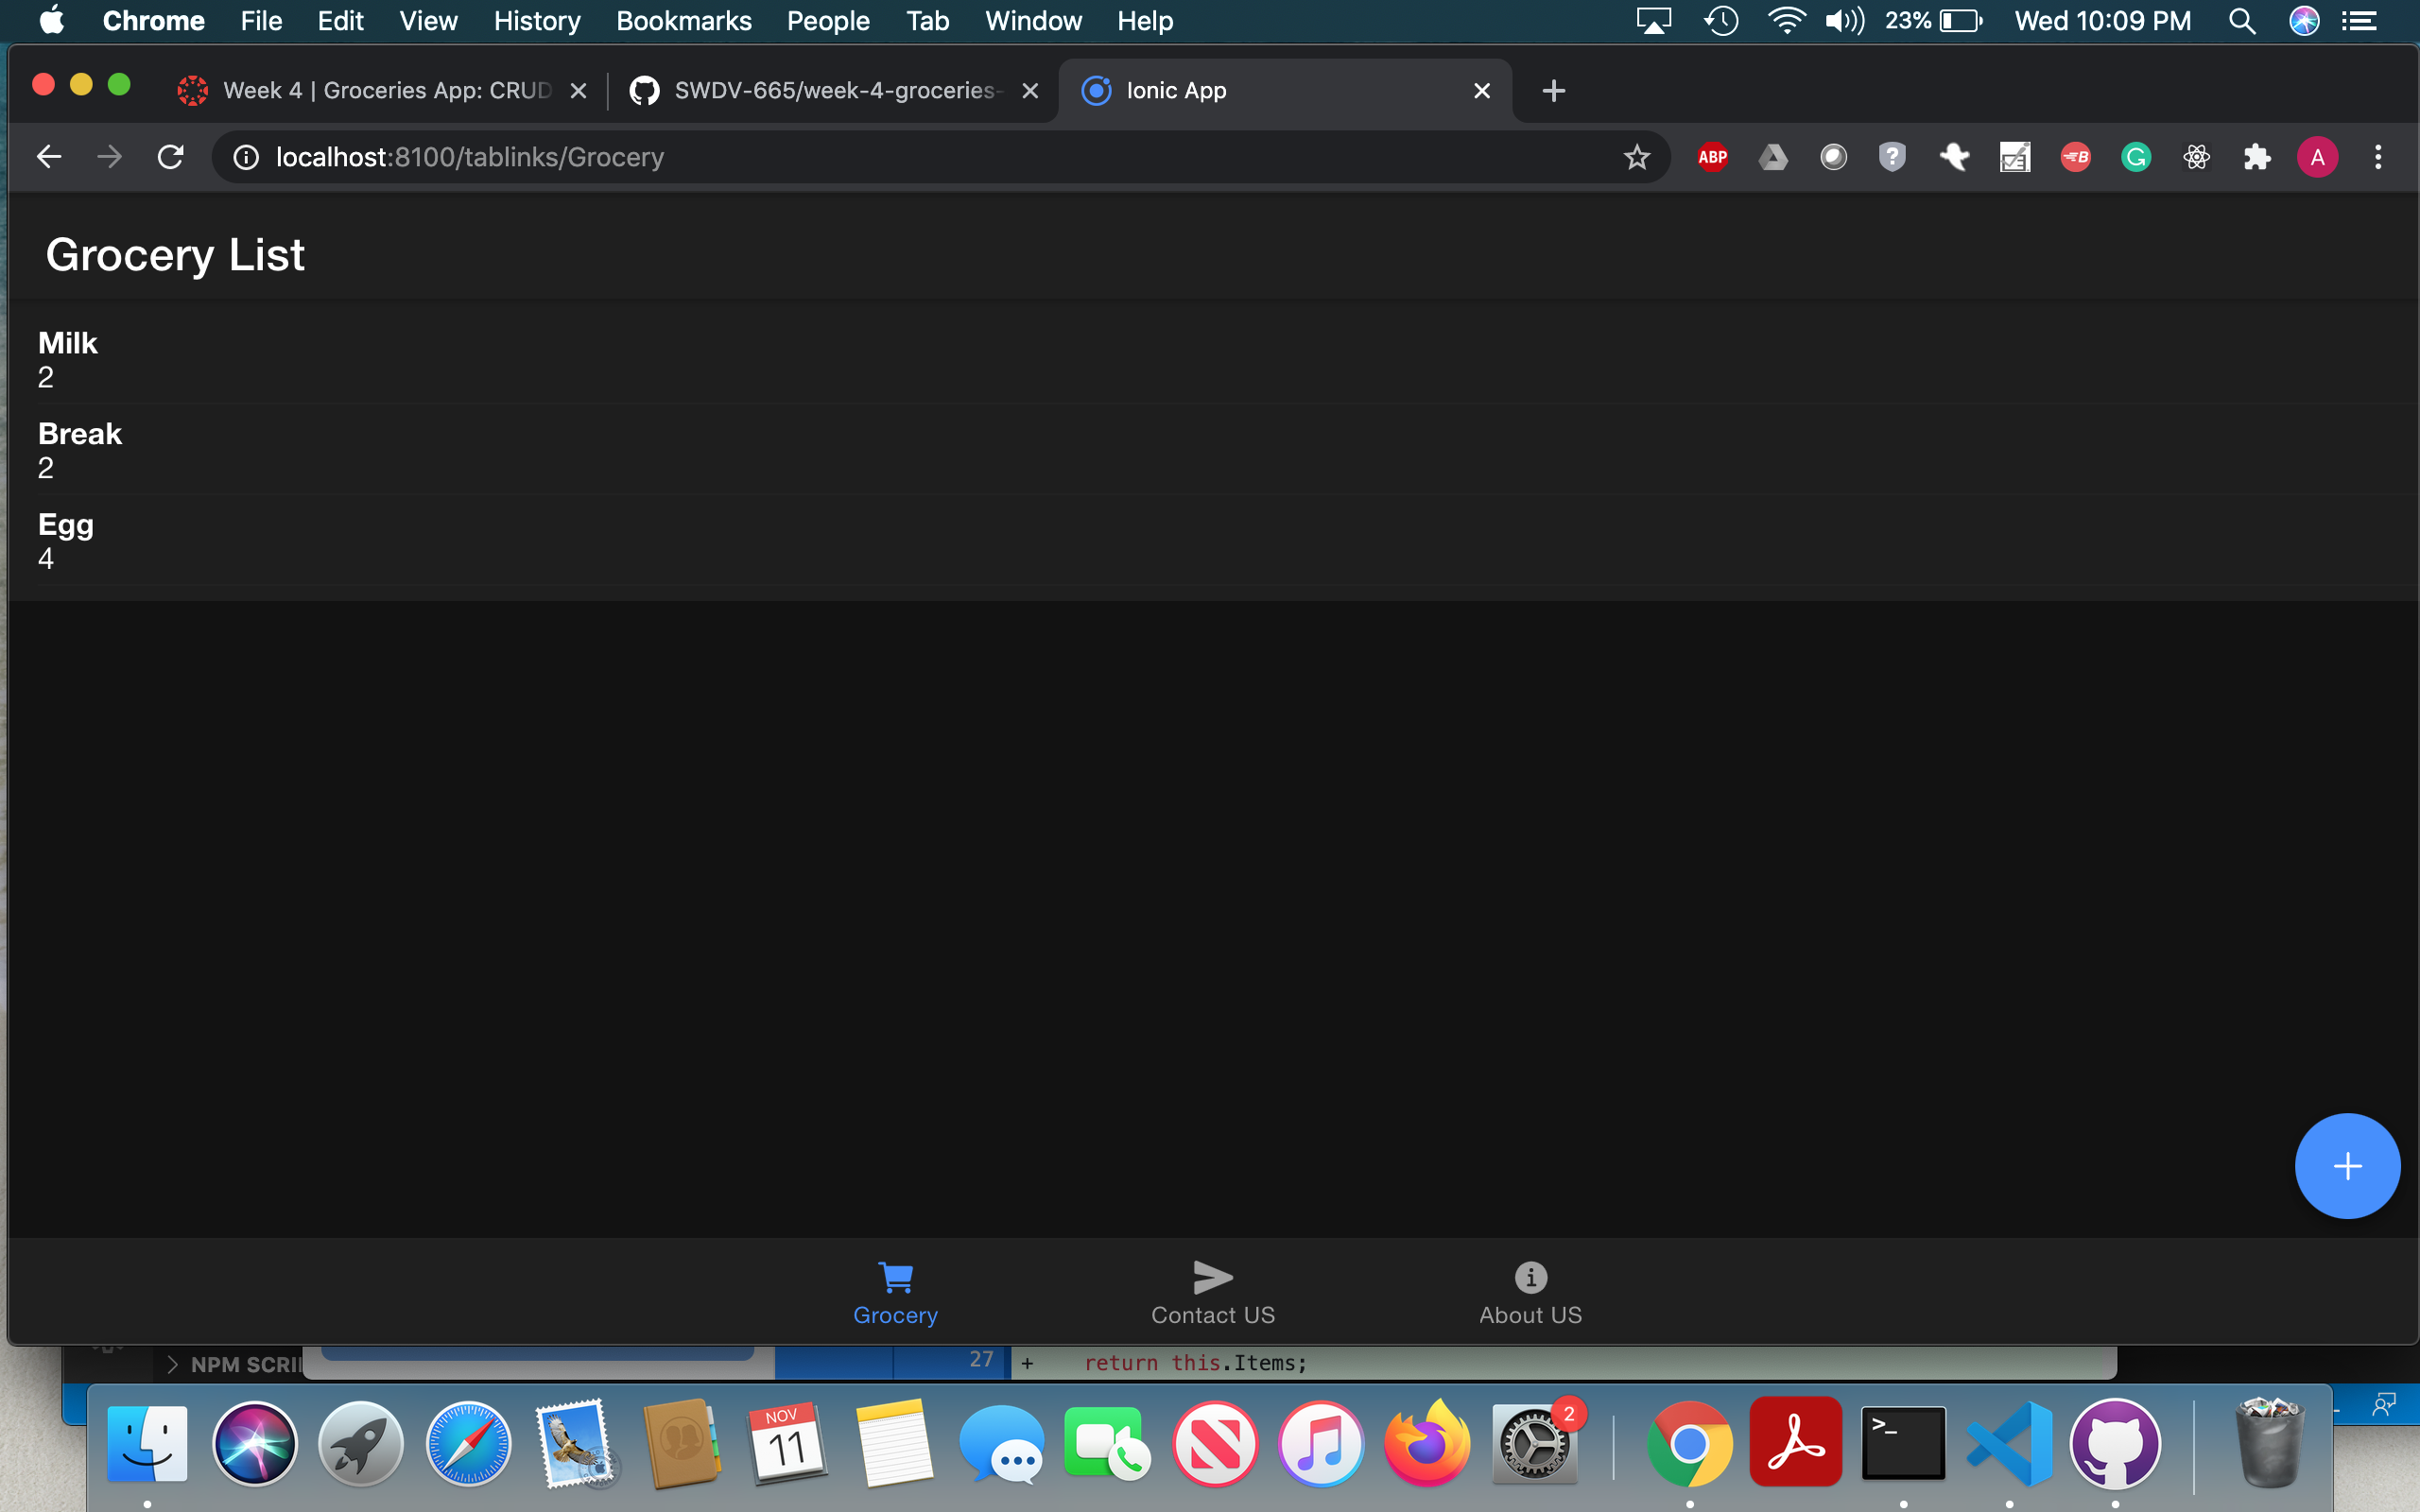 Chrome File Edit View History Bookmarks People Tab Window Help 23% Wed 10:09 PM
Week 4 | Groceries App: CRUD SWDV-665/week-4-groceries- Ionic App
localhost:8100/tablinks/Grocery ABP B G A
Grocery List
Milk
2
Break
2
Egg
4
Grocery Contact US About US
NPM SCRI 27 + return this.Items;
NOV
11
2
>_